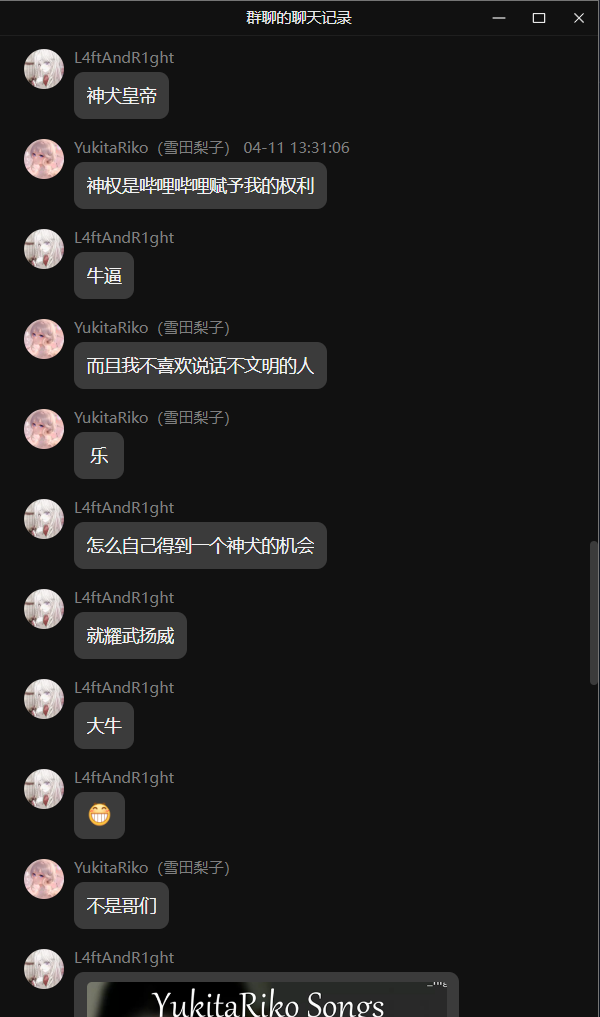 群聊的聊天记录
L4ftAndR1ght
神犬皇帝
YukitaRiko（雪田梨子） 04-11 13:31:06
神权是哔哩哔哩赋予我的权利
L4ftAndR1ght
牛逼
YukitaRiko（雪田梨子）
而且我不喜欢说话不文明的人
YukitaRiko（雪田梨子）
乐
L4ftAndR1ght
怎么自己得到一个神犬的机会
L4ftAndR1ght
就耀武扬威
L4ftAndR1ght
大牛
L4ftAndR1ght
😁
YukitaRiko（雪田梨子）
不是哥们
L4ftAndR1ght
YukitaRiko Songs